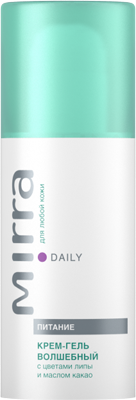 mirra
для любой кожи
DAILY
ПИТАНИЕ
КРЕМ-ГЕЛЬ
ВОЛШЕБНЫЙ
с цветами липы
и маслом какао